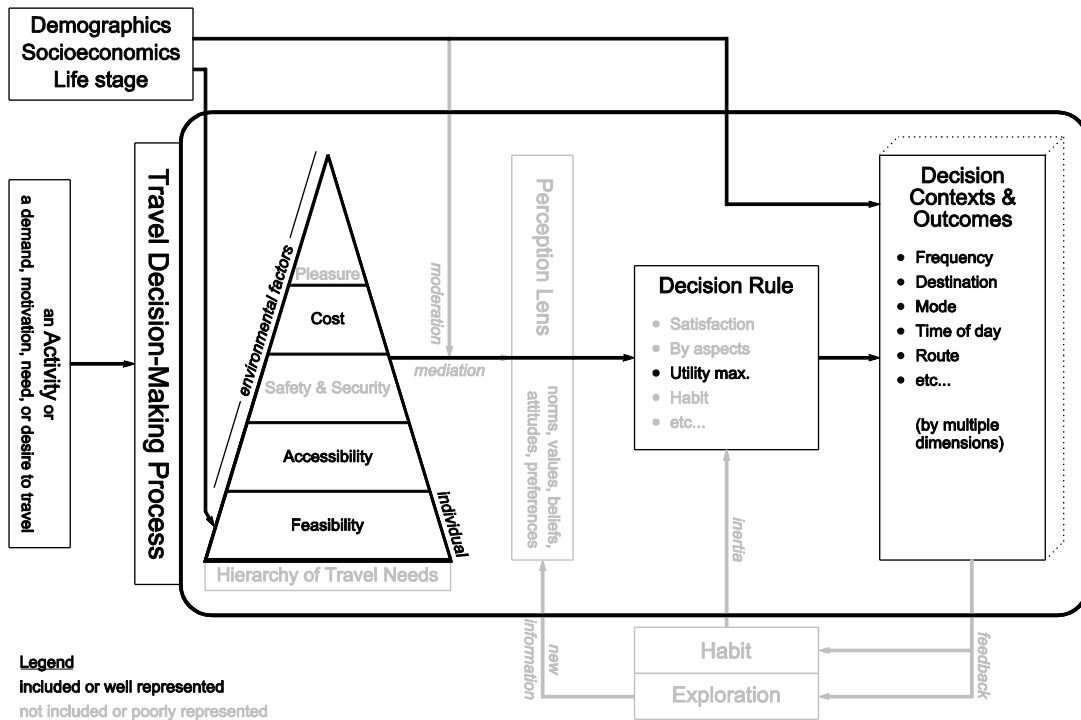 Demographics
Socioeconomics
Life stage
an Activity or
a demand, motivation, need, or desire to travel
Travel Decision-Making Process
environmental factors
Pleasure
Cost
Safety & Security
Accessibility
Feasibility
individual
Hierarchy of Travel Needs
moderation
mediation
Perception Lens
norms, values, beliefs,
attitudes, preferences
Decision Rule
• Satisfaction
• By aspects
• Utility max.
• Habit
• etc...
Decision
Contexts &
Outcomes
• Frequency
• Destination
• Mode
• Time of day
• Route
• etc...
(by multiple
dimensions)
inertia
new
information
Habit
Exploration
feedback
Legend
included or well represented
not included or poorly represented